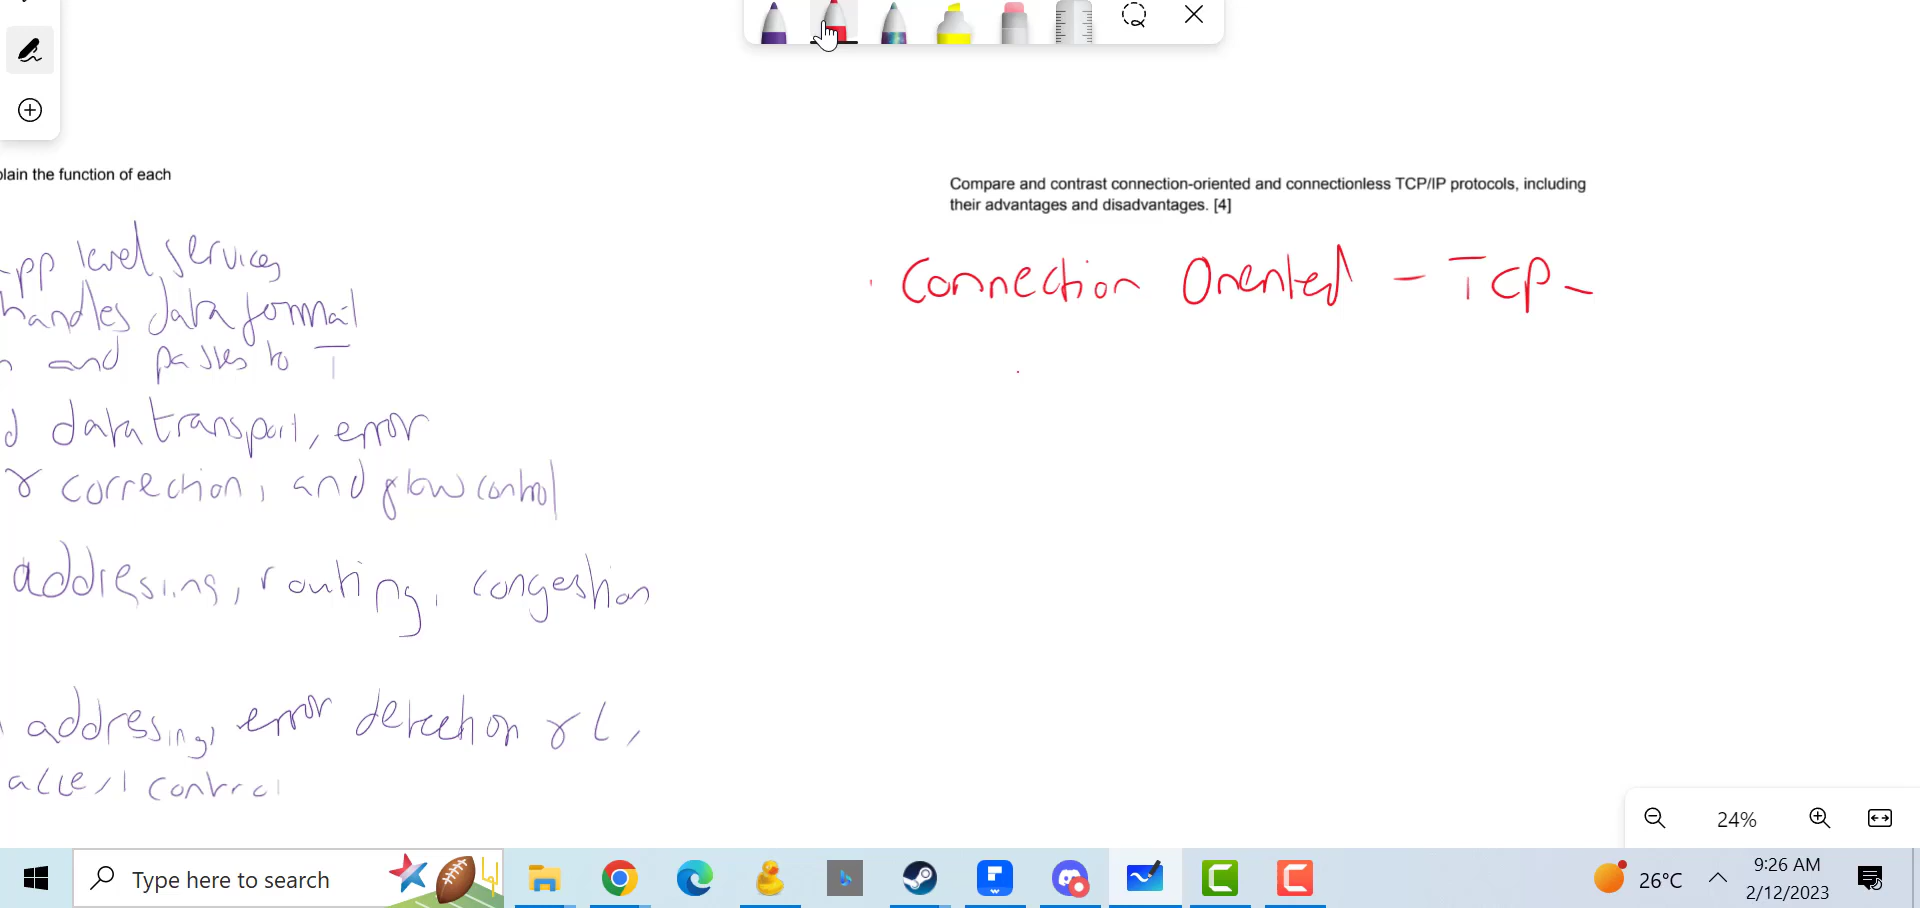 plain the function of each
pp level services
handles data format
and passes to T
data transport, error
& correction, and flow control
addressing, routing, congestion
addressing, error detection & C,
access control
Compare and contrast connection-oriented and connectionless TCP/IP protocols, including
their advantages and disadvantages. [4]
Connection Oriented - TCP -
24%
Type here to search
26°C
9:26 AM
2/12/2023